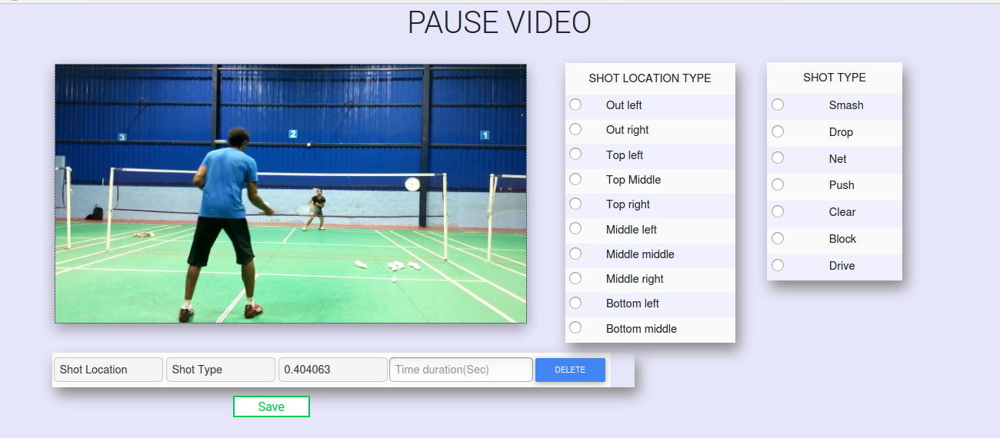 PAUSE VIDEO
3
2
1
SHOT LOCATION TYPE
Out left
Out right
Top left
Top Middle
Top right
Middle left
Middle middle
Middle right
Bottom left
Bottom middle
SHOT TYPE
Smash
Drop
Net
Push
Clear
Block
Drive
Shot Location
Shot Type
0.404063
Time duration(Sec)
DELETE
Save